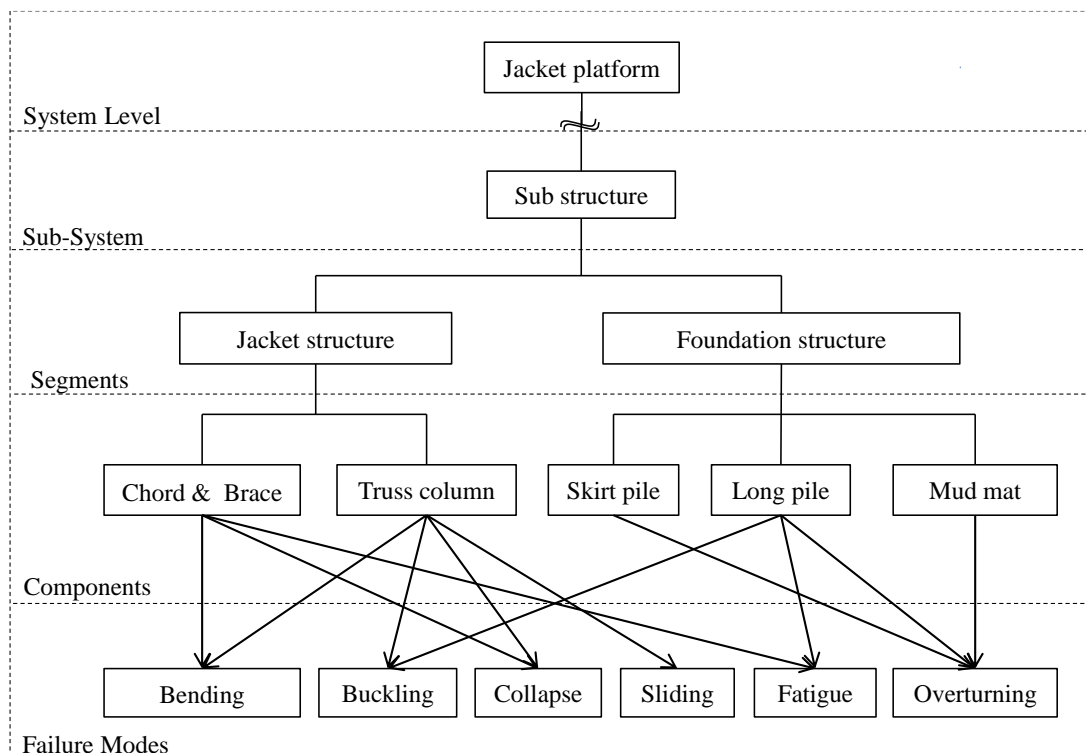 Jacket platform
System Level
Sub structure
Sub-System
Jacket structure
Foundation structure
Segments
Chord & Brace
Truss column
Skirt pile
Long pile
Mud mat
Components
Bending
Buckling
Collapse
Sliding
Fatigue
Overturning
Failure Modes